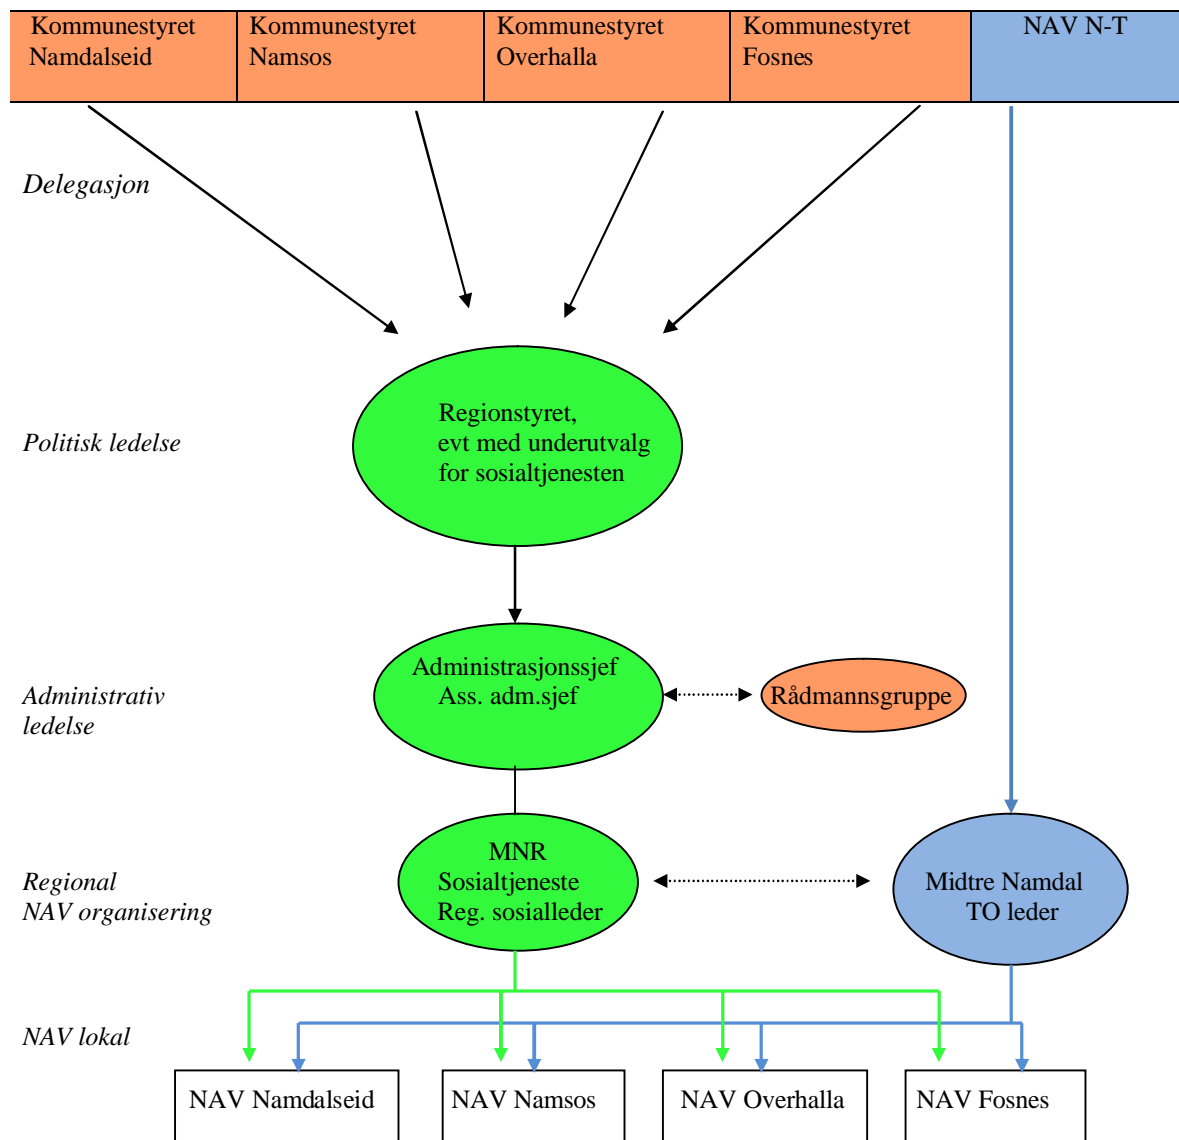 Kommunestyret
Namdalseid
Kommunestyret
Namsos
Kommunestyret
Overhalla
Kommunestyret
Fosnes
NAV N-T
Delegasjon
Politisk ledelse
Regionstyret,
evt med underutvalg
for sosialtjenesten
Administrativ
ledelse
Administrasjonssjef
Ass. adm.sjef
Rådmannsgruppe
Regional
NAV organisering
MNR
Sosialtjeneste
Reg. sosialleder
Midtre Namdal
TO leder
NAV lokal
NAV Namdalseid
NAV Namsos
NAV Overhalla
NAV Fosnes